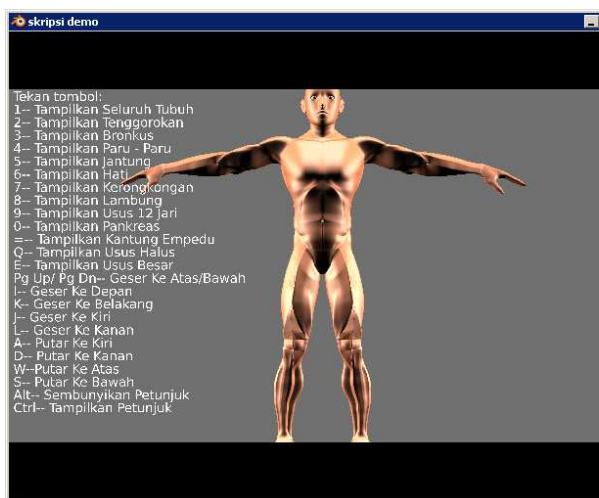 skripsi demo
Tekan tombol:
1-- Tampilkan Seluruh Tubuh
2-- Tampilkan Tenggorokan
3-- Tampilkan Bronkus
4-- Tampilkan Paru - Paru
5-- Tampilkan Jantung
6-- Tampilkan Hati
7-- Tampilkan Kerongkongan
8-- Tampilkan Lambung
9-- Tampilkan Usus 12 Jari
0-- Tampilkan Pankreas
=-- Tampilkan Kantung Empedu
Q-- Tampilkan Usus Halus
E-- Tampilkan Usus Besar
Pg Up/ Pg Dn-- Geser Ke Atas/Bawah
I-- Geser Ke Depan
K-- Geser Ke Belakang
J-- Geser Ke Kiri
L-- Geser Ke Kanan
A-- Putar Ke Kiri
D-- Putar Ke Kanan
W--Putar Ke Atas
S-- Putar Ke Bawah
Alt-- Sembunyikan Petunjuk
Ctrl-- Tampilkan Petunjuk